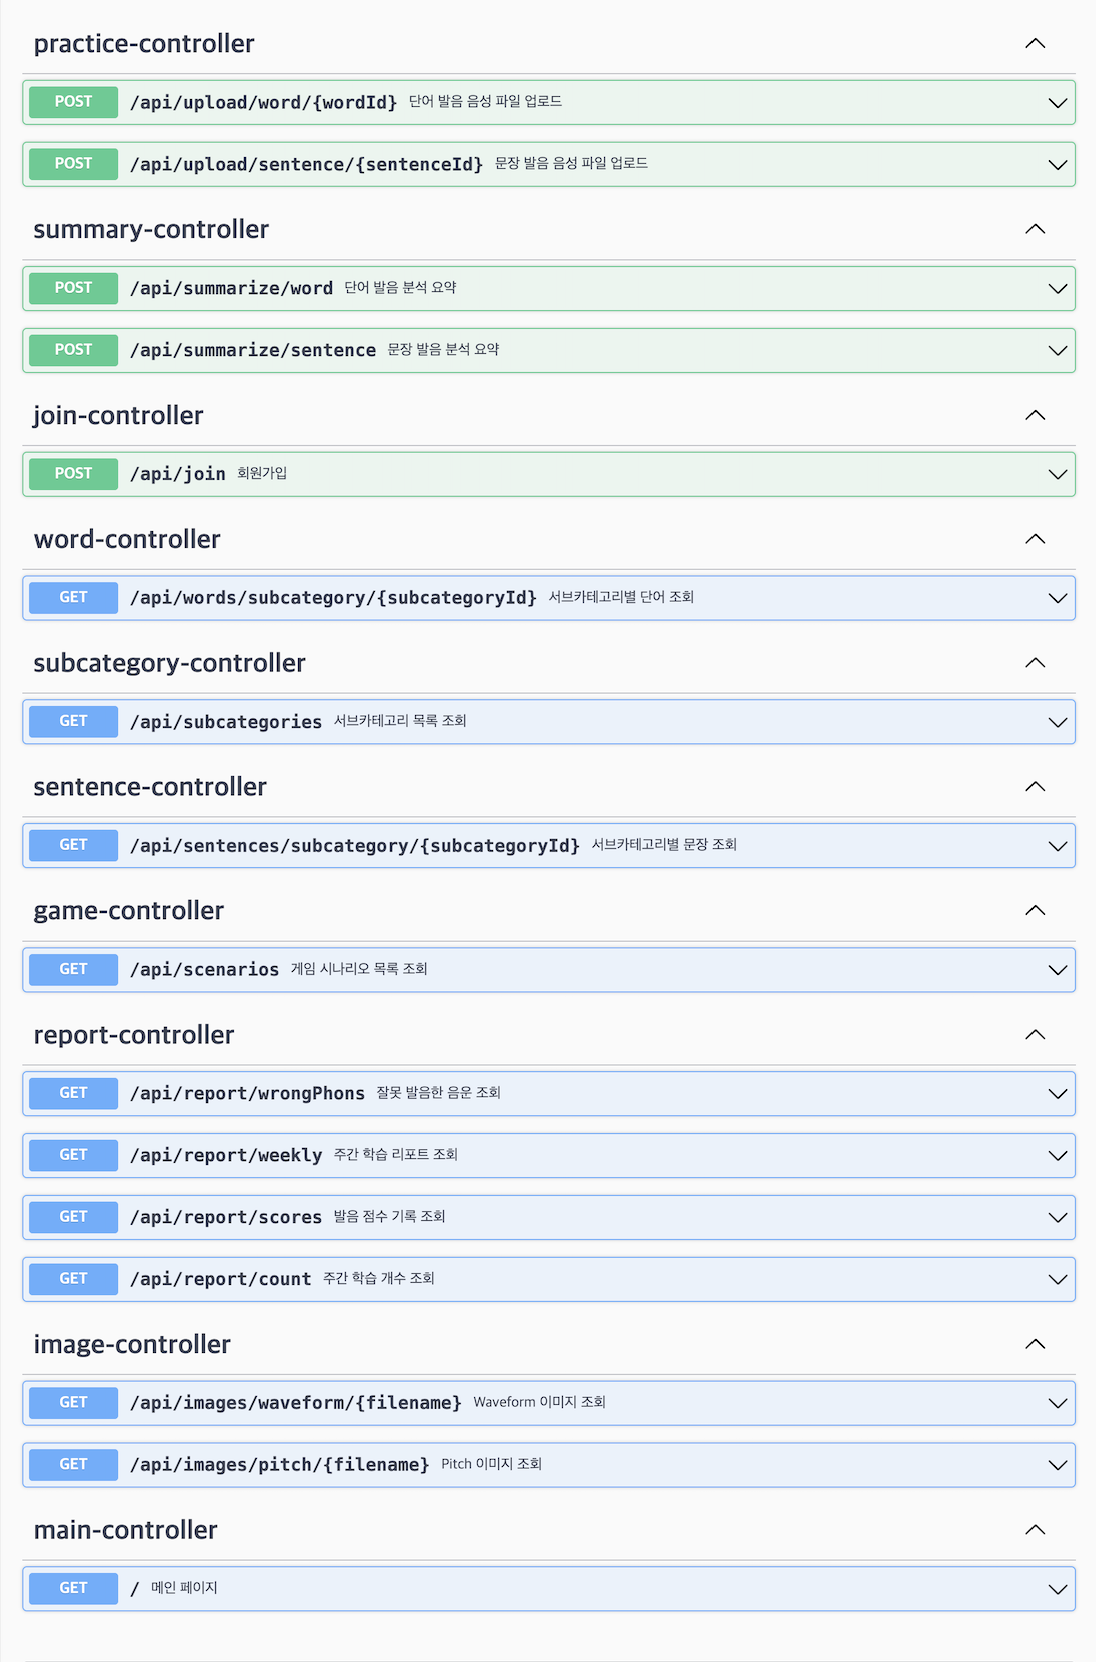 practice-controller
POST /api/upload/word/{wordId} 단어 발음 음성 파일 업로드
POST /api/upload/sentence/{sentenceId} 문장 발음 음성 파일 업로드
summary-controller
POST /api/summarize/word 단어 발음 분석 요약
POST /api/summarize/sentence 문장 발음 분석 요약
join-controller
POST /api/join 회원가입
word-controller
GET /api/words/subcategory/{subcategoryId} 서브카테고리별 단어 조회
subcategory-controller
GET /api/subcategories 서브카테고리 목록 조회
sentence-controller
GET /api/sentences/subcategory/{subcategoryId} 서브카테고리별 문장 조회
game-controller
GET /api/scenarios 게임 시나리오 목록 조회
report-controller
GET /api/report/wrongPhons 잘못 발음한 음운 조회
GET /api/report/weekly 주간 학습 리포트 조회
GET /api/report/scores 발음 점수 기록 조회
GET /api/report/count 주간 학습 개수 조회
image-controller
GET /api/images/waveform/{filename} Waveform 이미지 조회
GET /api/images/pitch/{filename} Pitch 이미지 조회
main-controller
GET / 메인 페이지